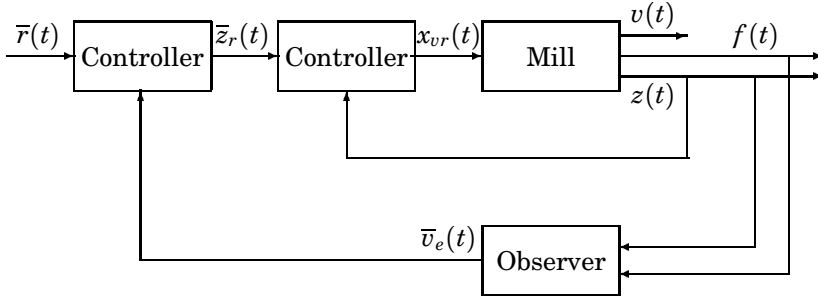 r̅(t) Controller z̅ᵣ(t) Controller xᵥᵣ(t) Mill v(t) f(t)
z(t)
v̅ₑ(t) Observer